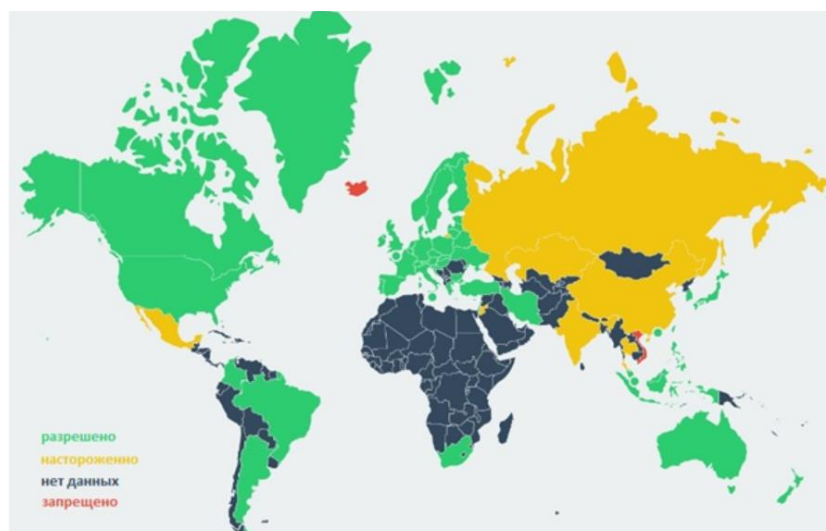 разрешено
настороженно
нет данных
запрещено